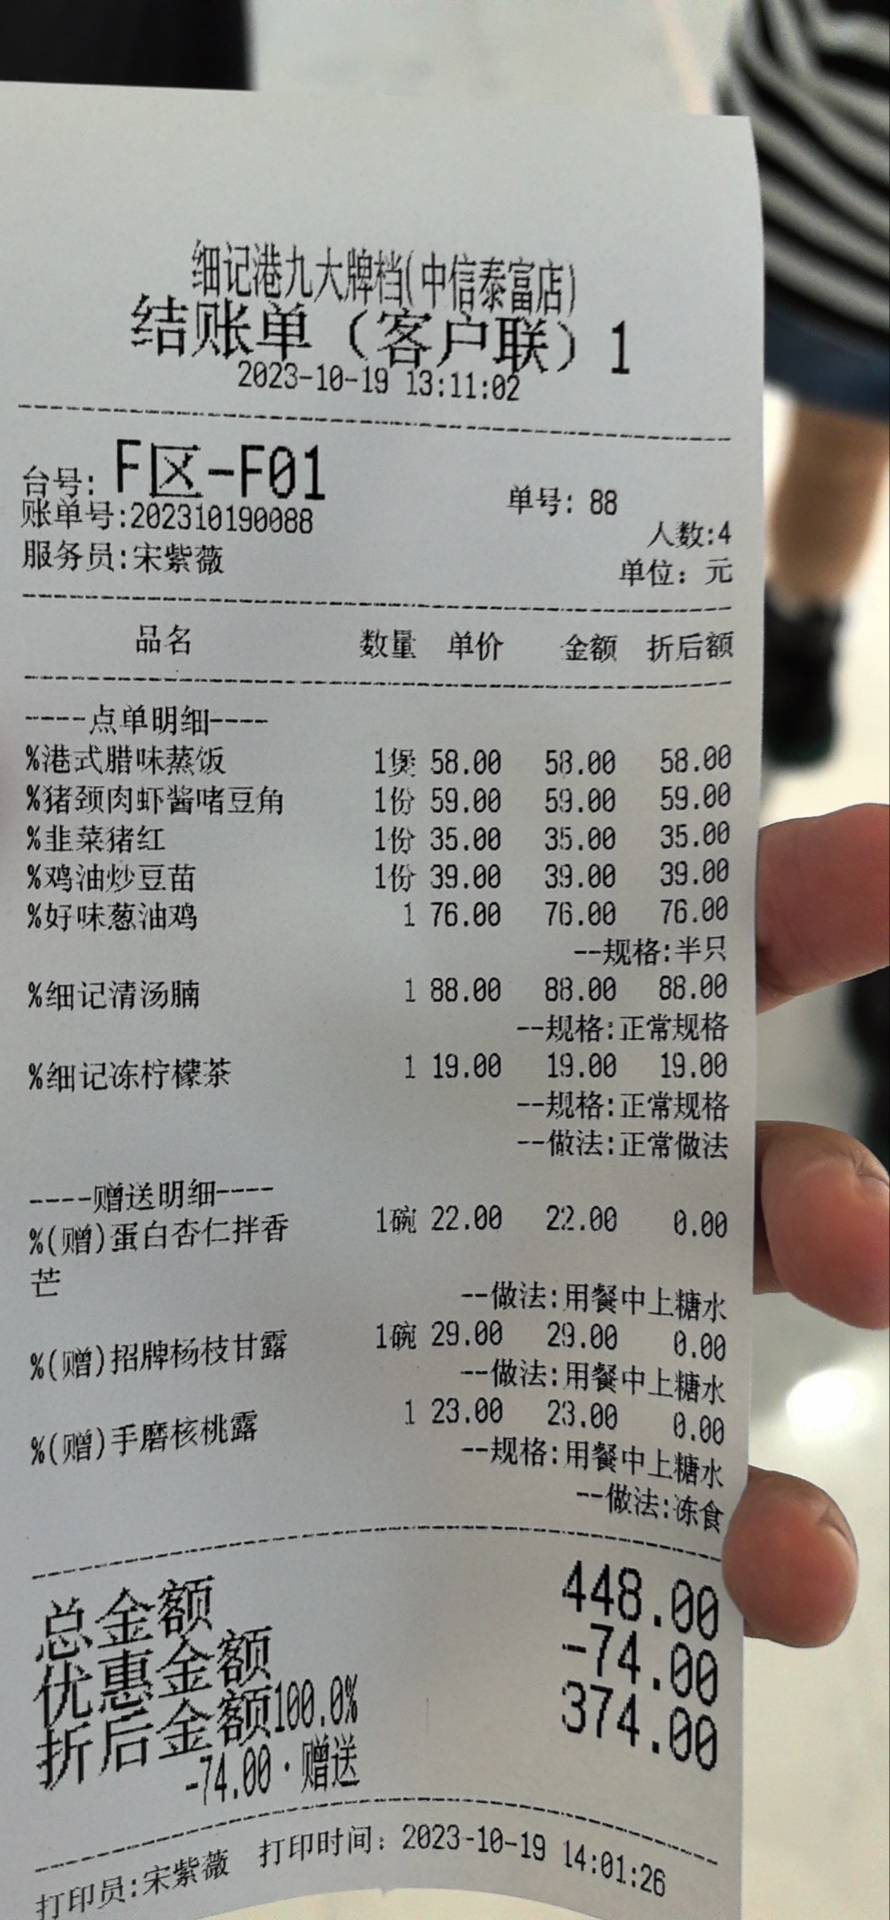 细记港九大牌档(中信泰富店)
结账单（客户联）1
2023-10-19 13:11:02
台号: F区-F01 单号: 88
账单号:202310190088 人数:4
服务员:宋紫薇 单位: 元
品名 数量 单价 金额 折后额
----点单明细----
%港式腊味蒸饭 1煲 58.00 58.00 58.00
%猪颈肉虾酱啫豆角 1份 59.00 59.00 59.00
%韭菜猪红 1份 35.00 35.00 35.00
%鸡油炒豆苗 1份 39.00 39.00 39.00
%好味葱油鸡 1 76.00 76.00 76.00
--规格:半只
%细记清汤腩 1 88.00 88.00 88.00
--规格:正常规格
%细记冻柠檬茶 1 19.00 19.00 19.00
--规格:正常规格
--做法:正常做法
----赠送明细----
%(赠)蛋白杏仁拌香 1碗 22.00 22.00 0.00
芒
--做法:用餐中上糖水
%(赠)招牌杨枝甘露 1碗 29.00 29.00 0.00
--做法:用餐中上糖水
%(赠)手磨核桃露 1 23.00 23.00 0.00
--规格:用餐中上糖水
--做法:冻食
总金额 448.00
优惠金额 -74.00
折后金额100.0% 374.00
-74.00·赠送
打印员:宋紫薇 打印时间: 2023-10-19 14:01:26